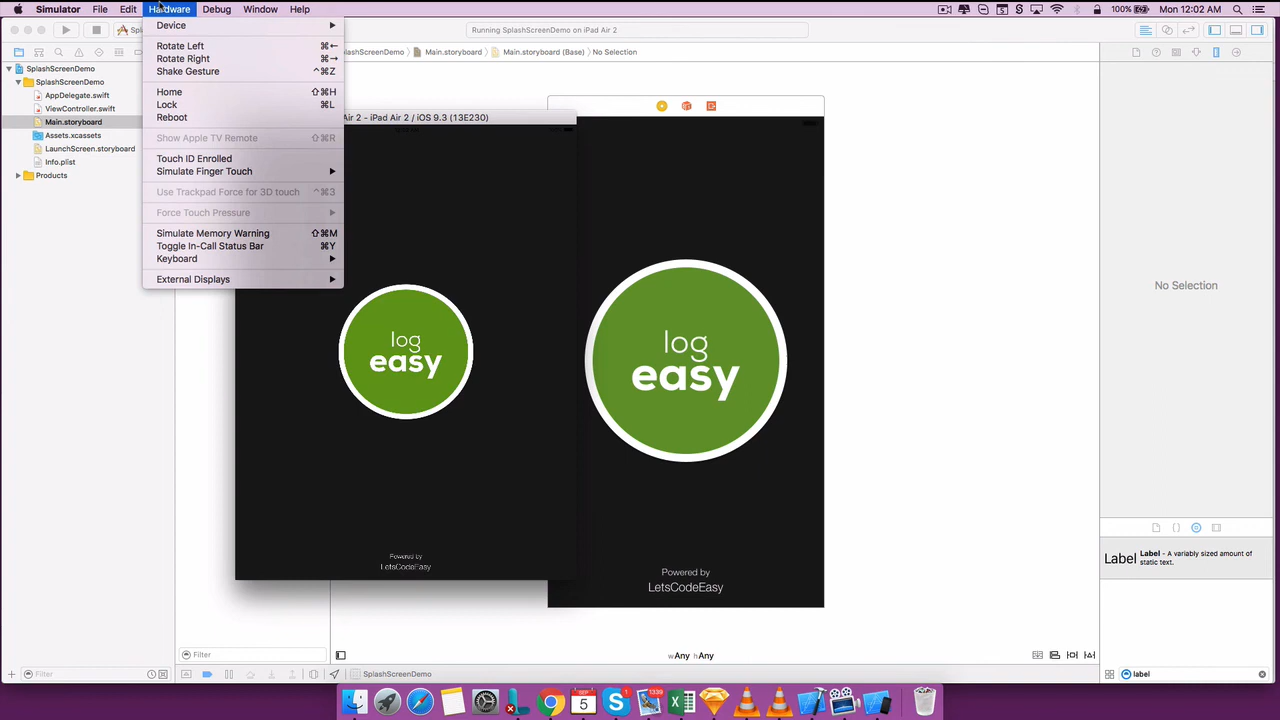 Simulator File Edit Hardware Debug Window Help
100% Mon 12:02 AM
Running SplashScreenDemo on iPad Air 2
SplashScreenDemo
SplashScreenDemo
AppDelegate.swift
ViewController.swift
Main.storyboard
Assets.xcassets
LaunchScreen.storyboard
Info.plist
Products
Filter
Device
Rotate Left ⌘←
Rotate Right ⌘→
Shake Gesture ^⌘Z
Home ⇧⌘H
Lock ⌘L
Reboot
Show Apple TV Remote ⇧⌘R
Touch ID Enrolled
Simulate Finger Touch
Use Trackpad Force for 3D touch ^⌘3
Force Touch Pressure
Simulate Memory Warning ⇧⌘M
Toggle In-Call Status Bar ⌘Y
Keyboard
External Displays
Main.storyboard Main.storyboard (Base) No Selection
Air 2 - iPad Air 2 / iOS 9.3 (13E230)
log
easy
Powered by
LetsCodeEasy
log
easy
Powered by
LetsCodeEasy
Filter
wAny hAny
SplashScreenDemo
No Selection
Label Label - A variably sized amount of
static text.
label
5
1
1339